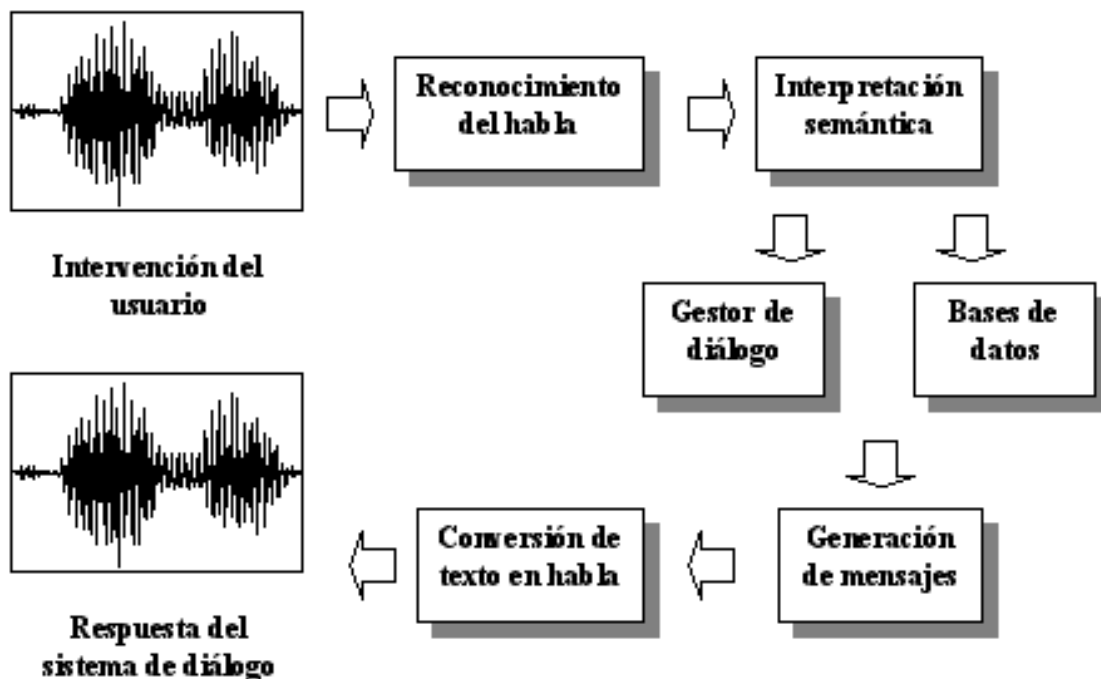 Reconocimiento
del habla
Interpretación
semántica
Intervención del
usuario
Gestor de
diálogo
Bases de
datos
Generación
de mensajes
Conversión de
texto en habla
Respuesta del
sistema de diálogo